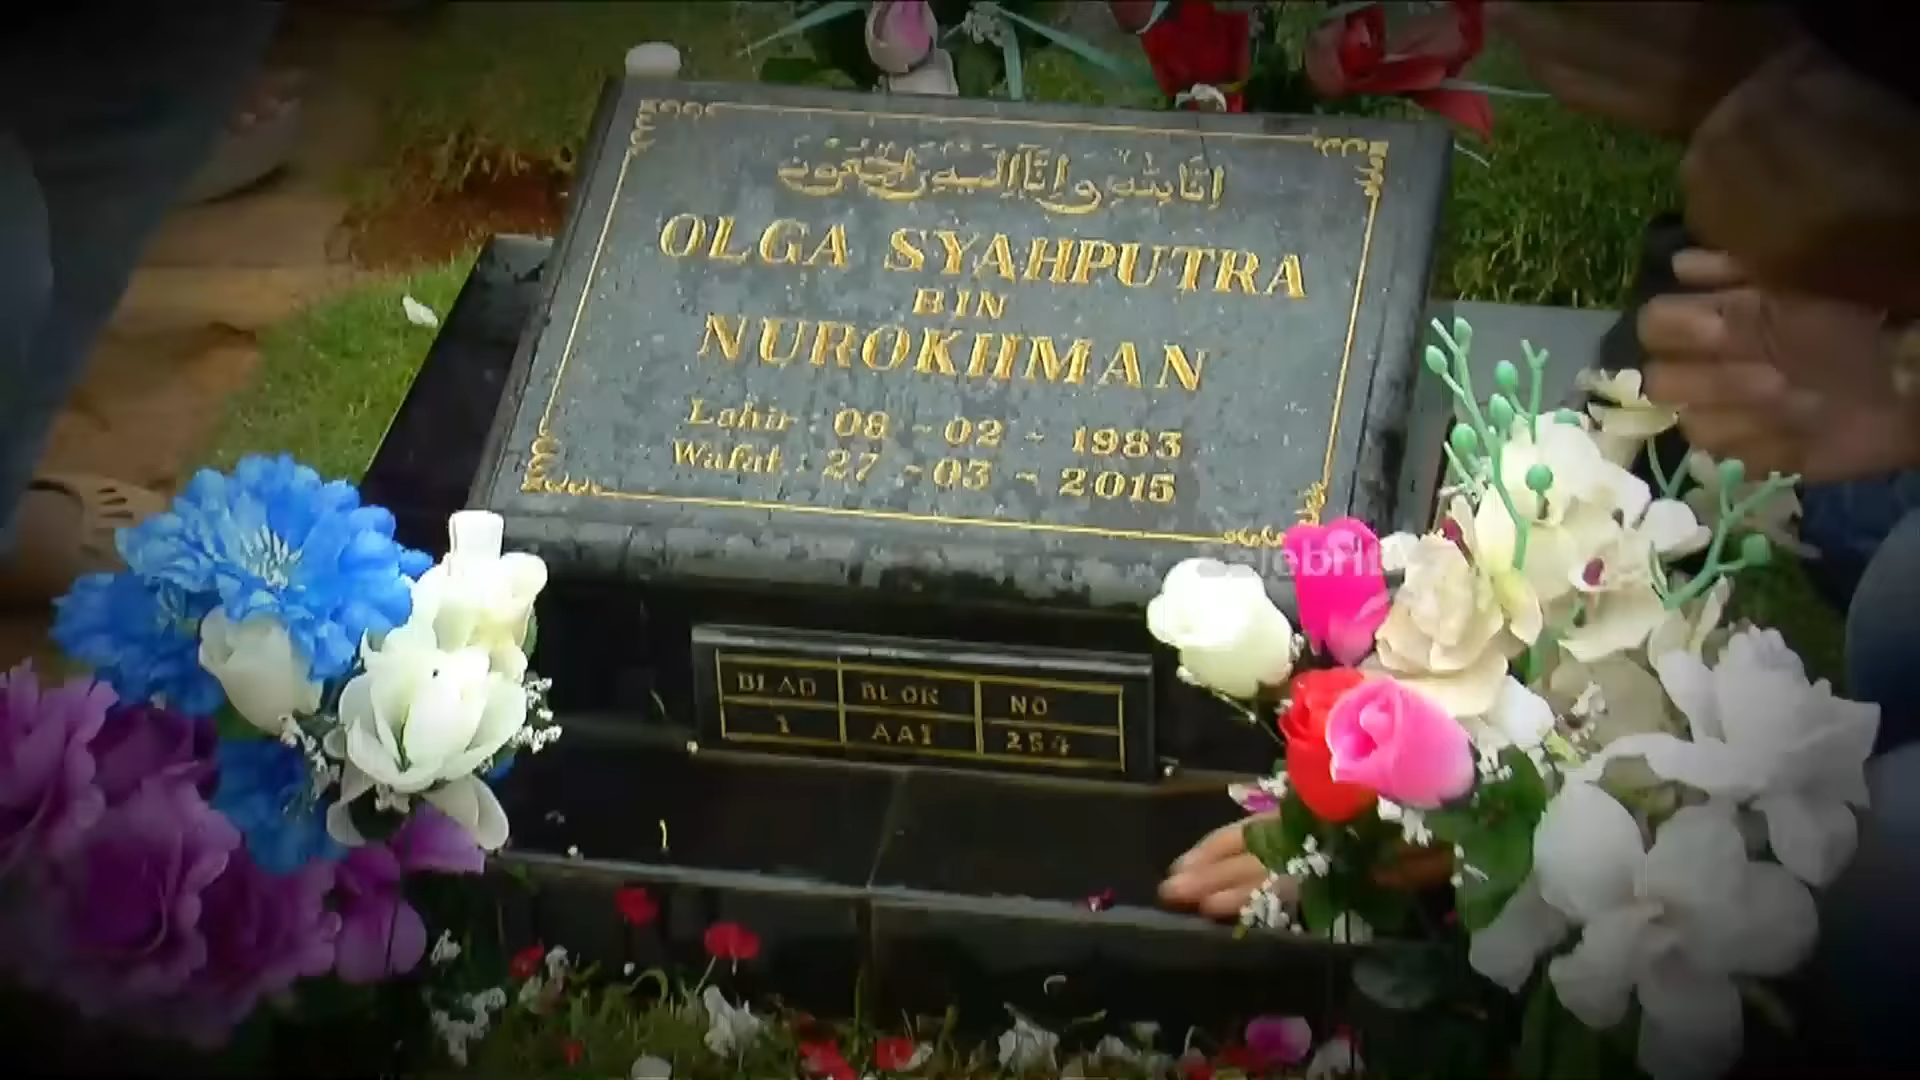 إنا لله وإنا إليه راجعون
OLGA SYAHPUTRA
BIN
NUROKHMAN
Lahir : 08 - 02 - 1983
Wafat : 27 - 03 - 2015
BLAD BLOK NO
1 AA1